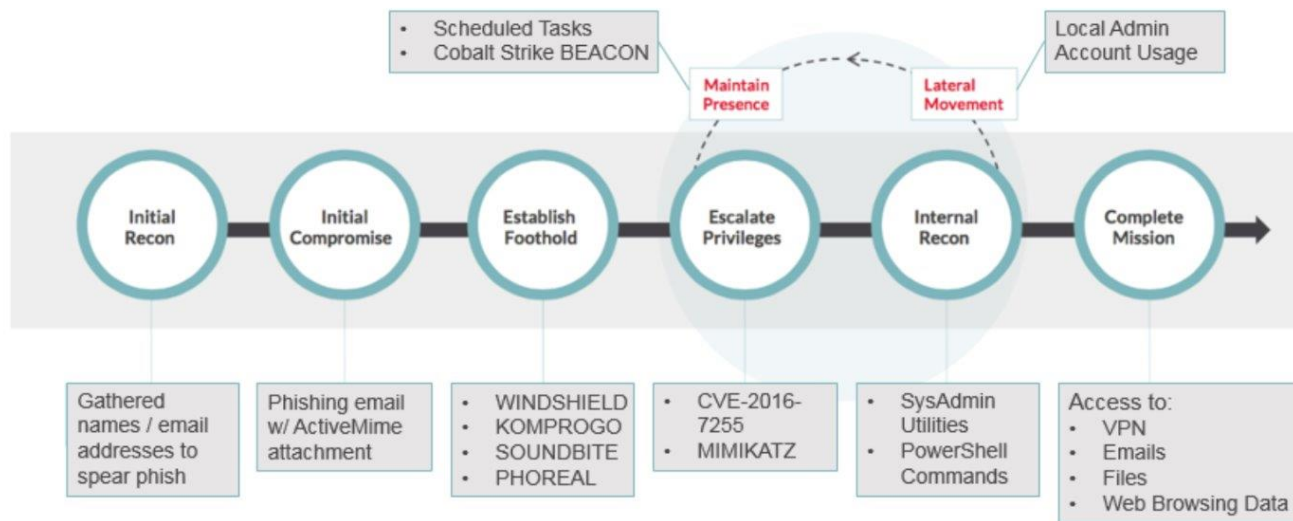 • Scheduled Tasks
• Cobalt Strike BEACON
Local Admin
Account Usage
Maintain
Presence
Lateral
Movement
Initial
Recon
Initial
Compromise
Establish
Foothold
Escalate
Privileges
Internal
Recon
Complete
Mission
Gathered
names / email
addresses to
spear phish
Phishing email
w/ ActiveMime
attachment
• WINDSHIELD
• KOMPROGO
• SOUNDBITE
• PHOREAL
• CVE-2016-
7255
• MIMIKATZ
• SysAdmin
Utilities
• PowerShell
Commands
Access to:
• VPN
• Emails
• Files
• Web Browsing Data